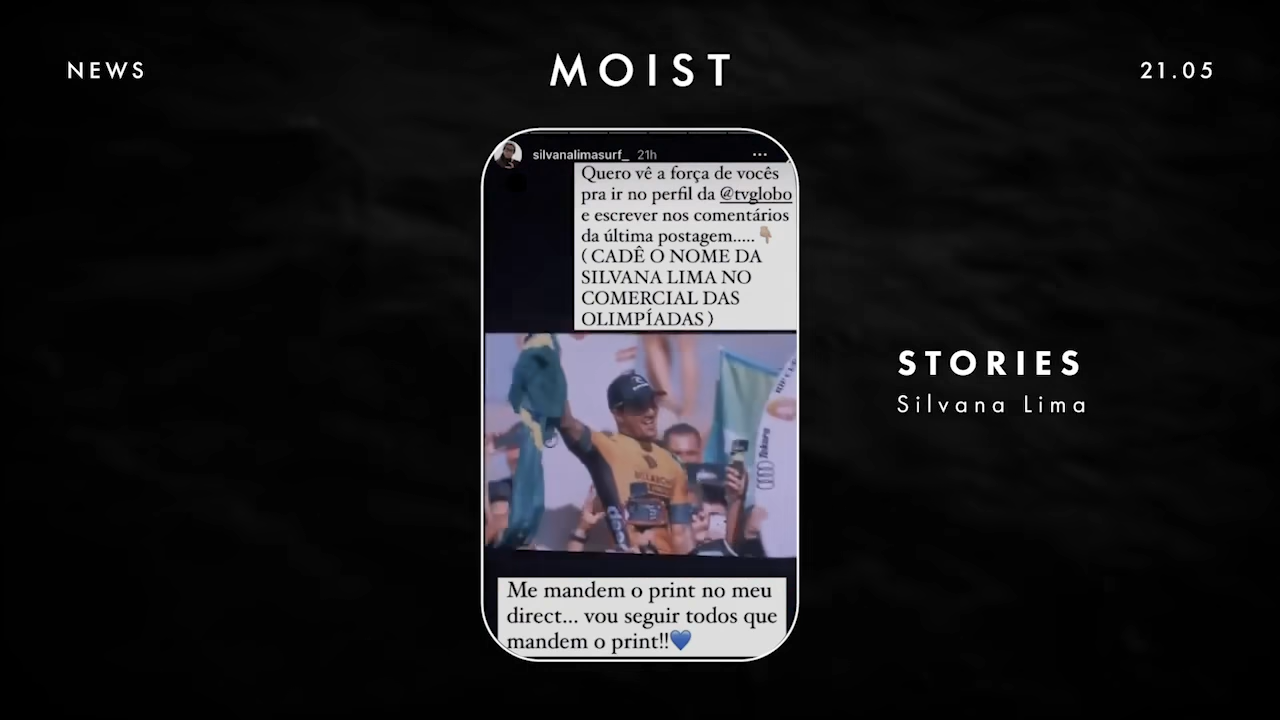 NEWS
MOIST
21.05
silvanalimasurf_ 21h
Quero vê a força de vocês
pra ir no perfil da @tvglobo
e escrever nos comentários
da última postagem.....👇🏼
( CADÊ O NOME DA
SILVANA LIMA NO
COMERCIAL DAS
OLIMPÍADAS )
Me mandem o print no meu
direct... vou seguir todos que
mandem o print!!💙
STORIES
Silvana Lima